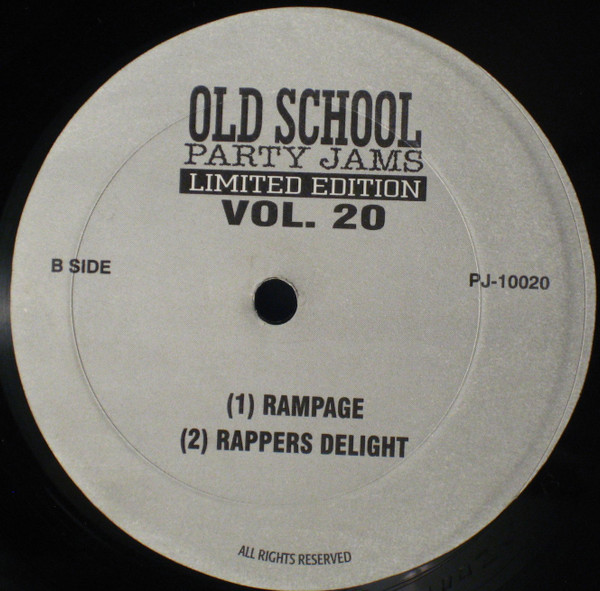 OLD SCHOOL
PARTY JAMS
LIMITED EDITION
VOL. 20
B SIDE
PJ-10020
(1) RAMPAGE
(2) RAPPERS DELIGHT
ALL RIGHTS RESERVED